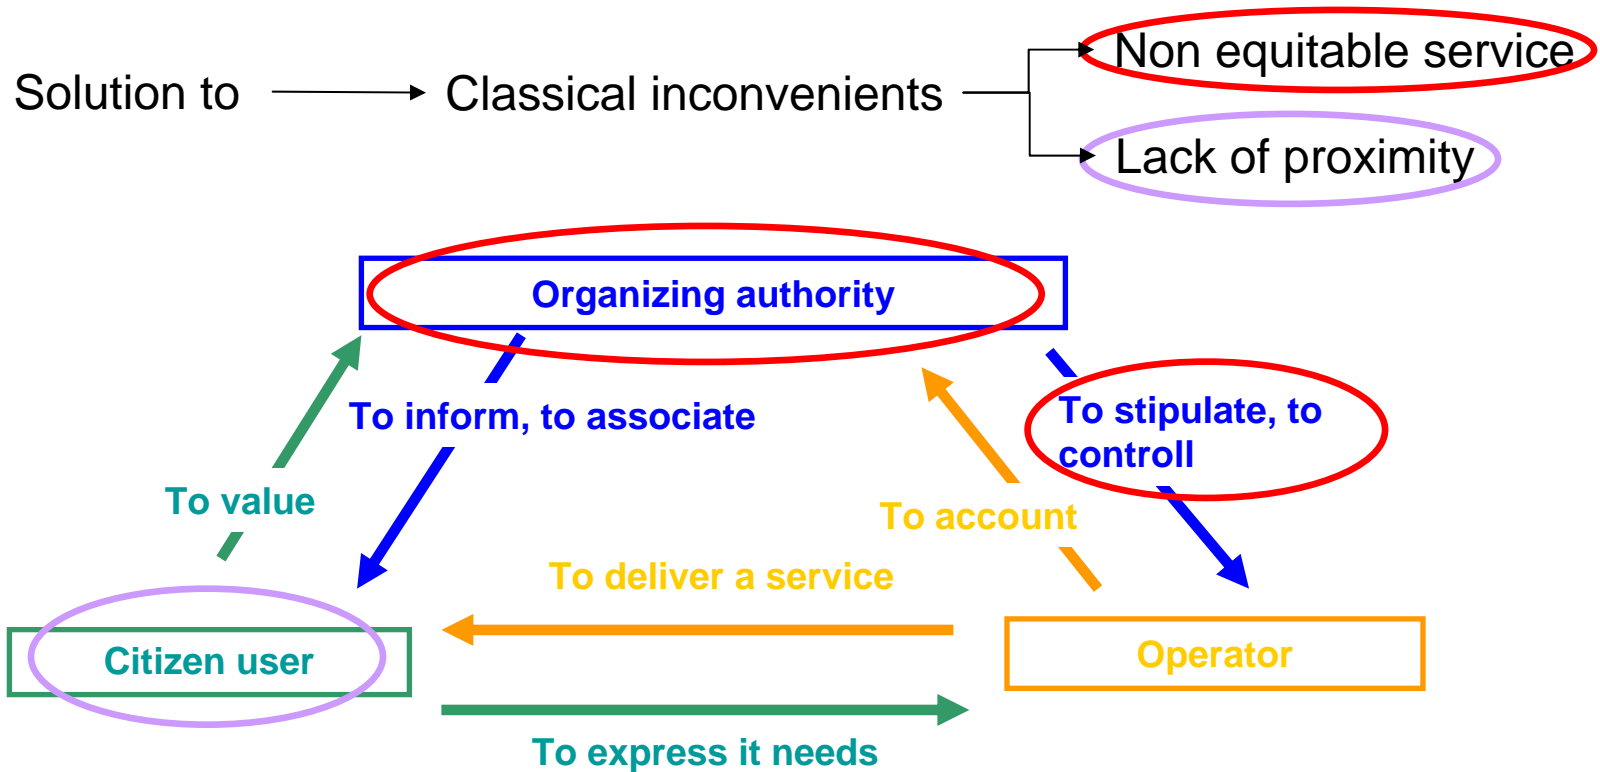 Non equitable service
Solution to
Classical inconvenients
Lack of proximity
Organizing authority
To inform, to associate
To stipulate, to
controll
To value
To account
To deliver a service
Citizen user
Operator
To express it needs